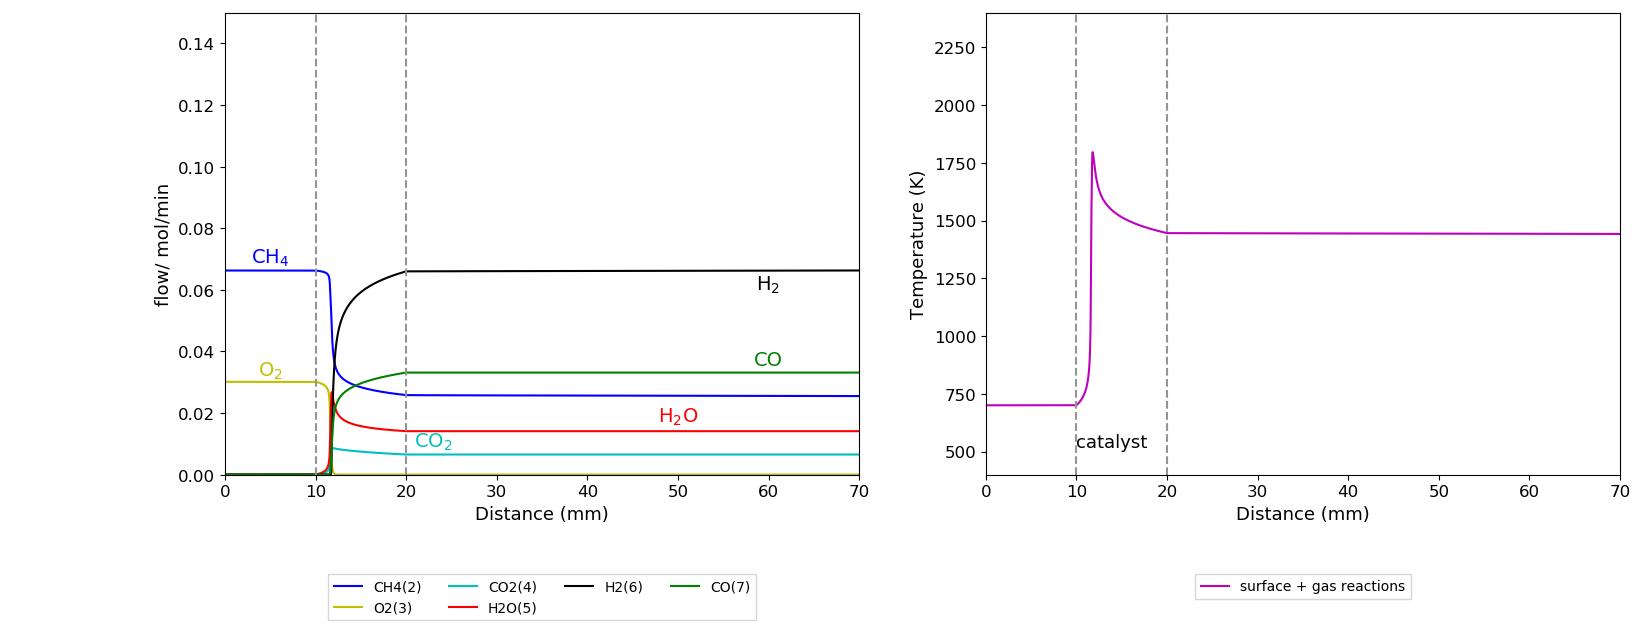 0.14
0.12
0.10
0.08
0.06
0.04
0.02
0.00
flow/ mol/min
CH4
O2
H2
CO
H2O
CO2
0 10 20 30 40 50 60 70
Distance (mm)
CH4(2) CO2(4) H2(6) CO(7)
O2(3) H2O(5)
2250
2000
1750
1500
1250
1000
750
500
Temperature (K)
catalyst
0 10 20 30 40 50 60 70
Distance (mm)
surface + gas reactions